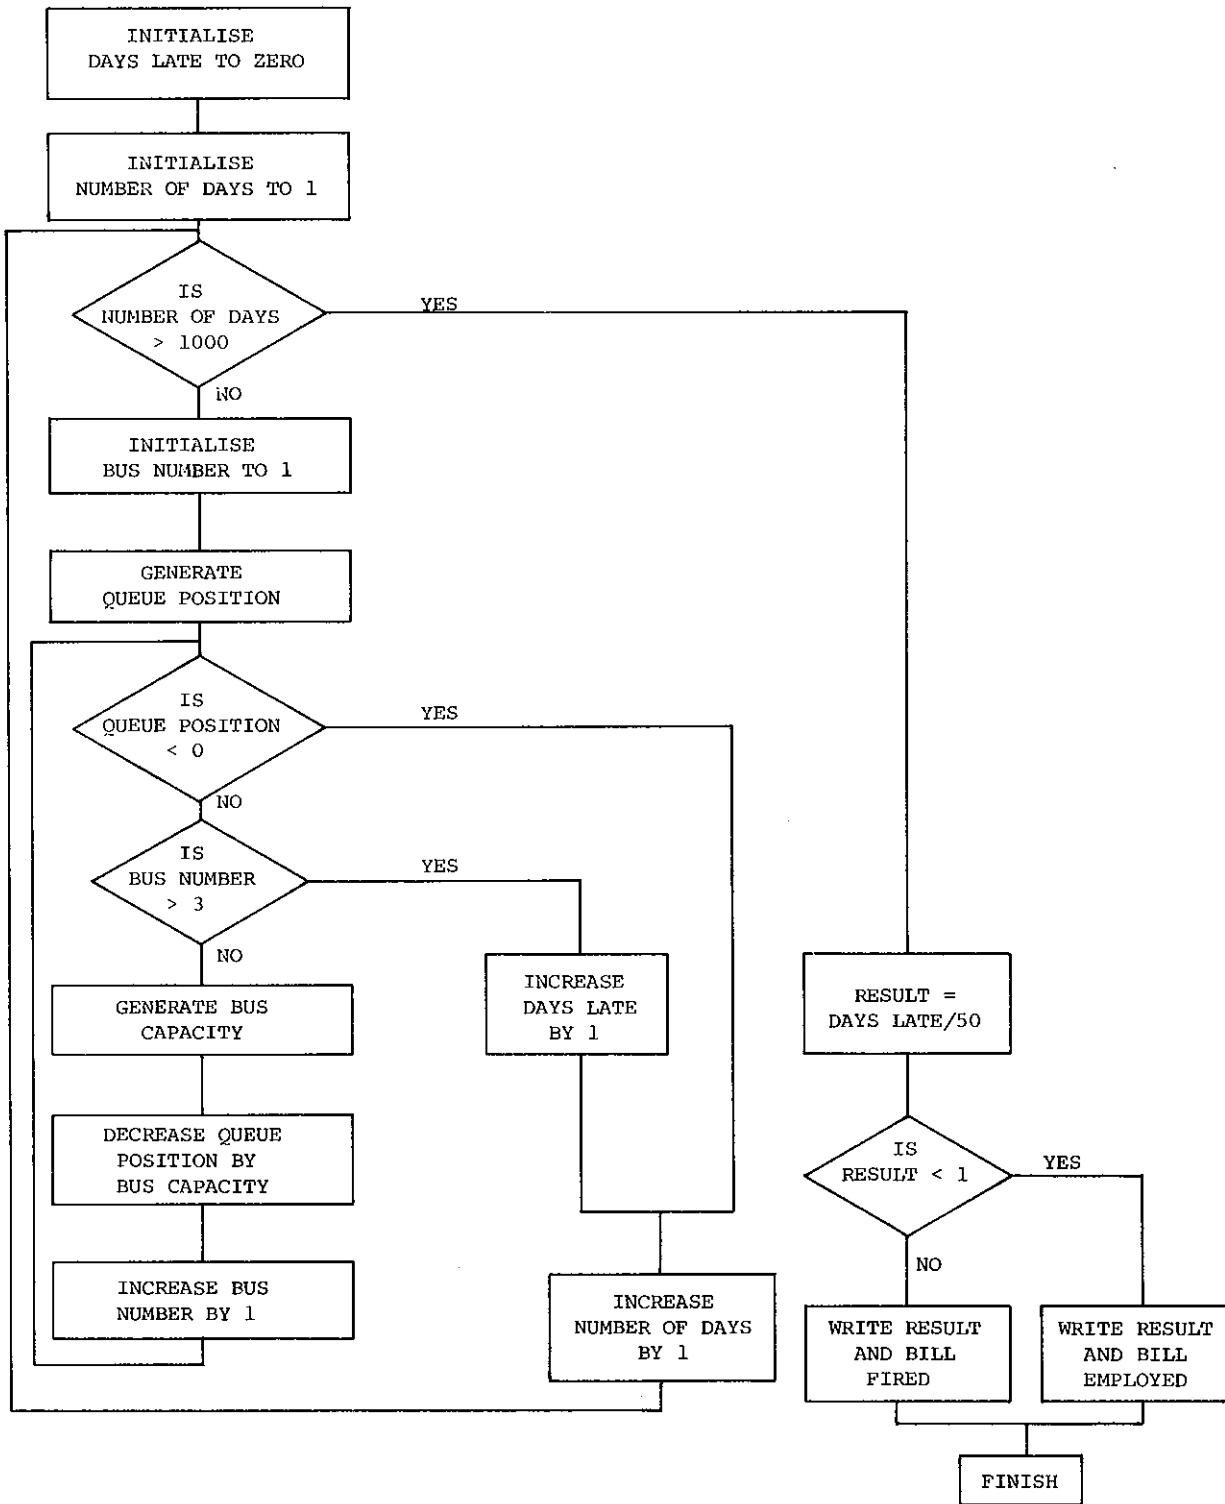 INITIALISE
DAYS LATE TO ZERO
INITIALISE
NUMBER OF DAYS TO 1
IS
NUMBER OF DAYS
> 1000
YES
NO
INITIALISE
BUS NUMBER TO 1
GENERATE
QUEUE POSITION
IS
QUEUE POSITION
< 0
YES
NO
IS
BUS NUMBER
> 3
YES
NO
GENERATE BUS
CAPACITY
DECREASE QUEUE
POSITION BY
BUS CAPACITY
INCREASE BUS
NUMBER BY 1
INCREASE
DAYS LATE
BY 1
INCREASE
NUMBER OF DAYS
BY 1
RESULT =
DAYS LATE/50
IS
RESULT < 1
YES
NO
WRITE RESULT
AND BILL
FIRED
WRITE RESULT
AND BILL
EMPLOYED
FINISH